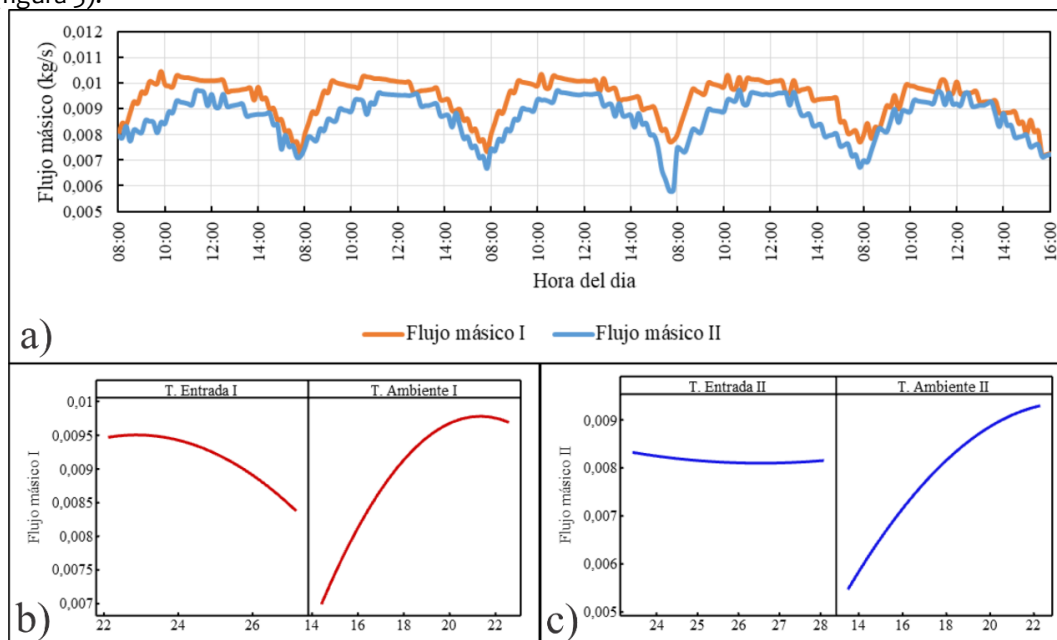 igura 5).
0,012
0,011
0,01
0,009
0,008
0,007
0,006
0,005
Flujo másico (kg/s)
08:00 10:00 12:00 14:00 08:00 10:00 12:00 14:00 08:00 10:00 12:00 14:00 08:00 10:00 12:00 14:00 08:00 10:00 12:00 14:00 16:00
Hora del dia
a)
Flujo másico I Flujo másico II
T. Entrada I T. Ambiente I
0,01
0,0095
0,009
0,0085
0,008
0,007
Flujo másico I
22 24 26 14 16 18 20 22
b)
T. Entrada II T. Ambiente II
0,009
0,008
0,007
0,006
0,005
Flujo másico II
24 25 26 27 28 14 16 18 20 22
c)